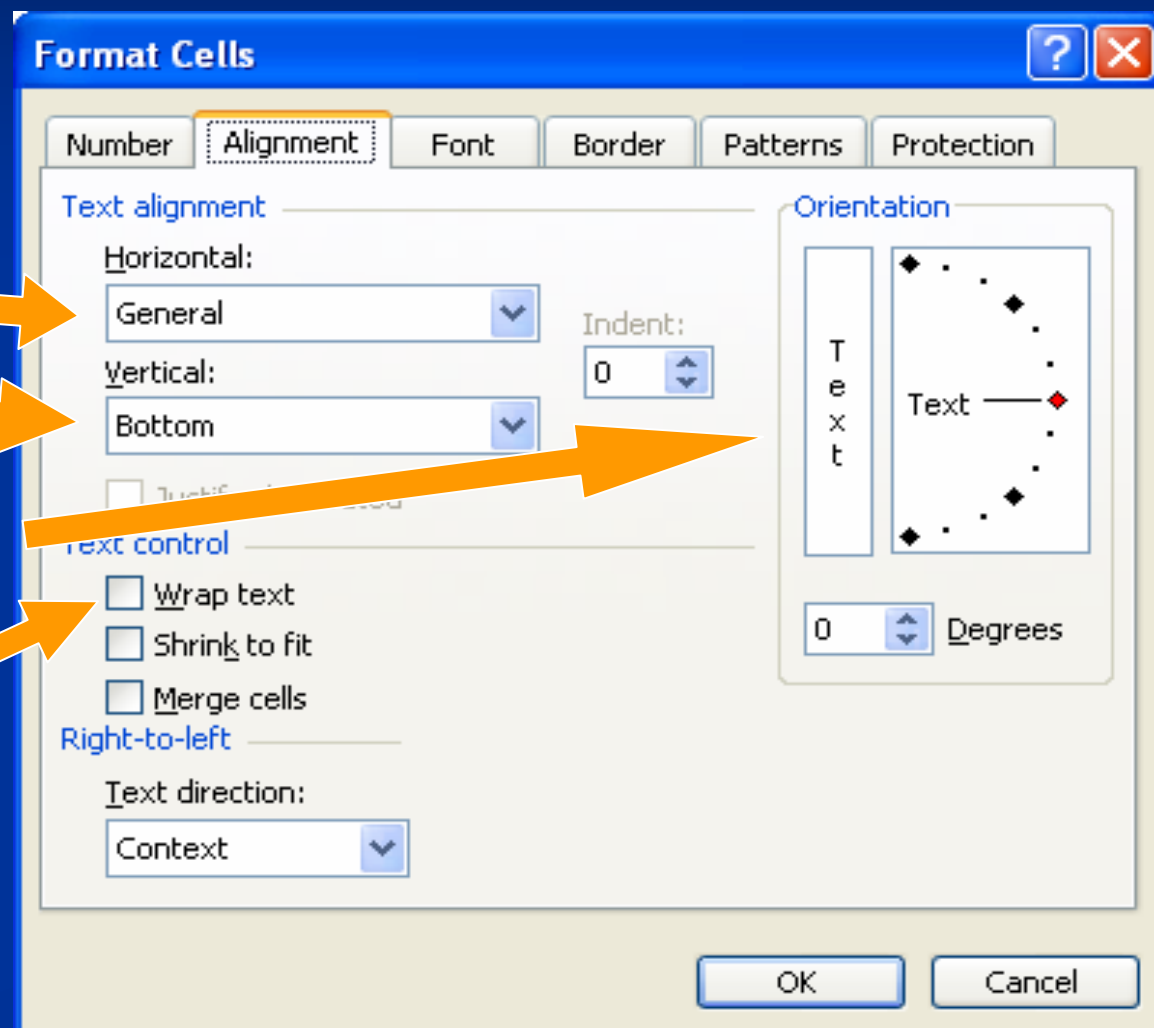 Format Cells
Number Alignment Font Border Patterns Protection
Text alignment
Horizontal:
General
Indent:
0
Vertical:
Bottom
Text control
Wrap text
Shrink to fit
Merge cells
Right-to-left
Text direction:
Context
Orientation
Text
Text
0 Degrees
OK Cancel